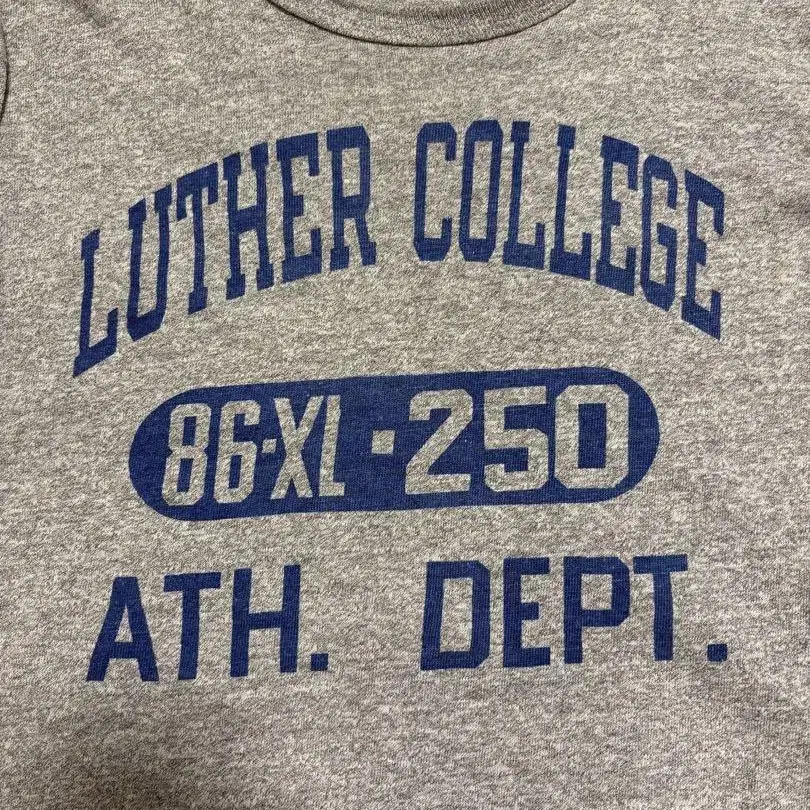 LUTHER COLLEGE
86-XL · 250
ATH. DEPT.